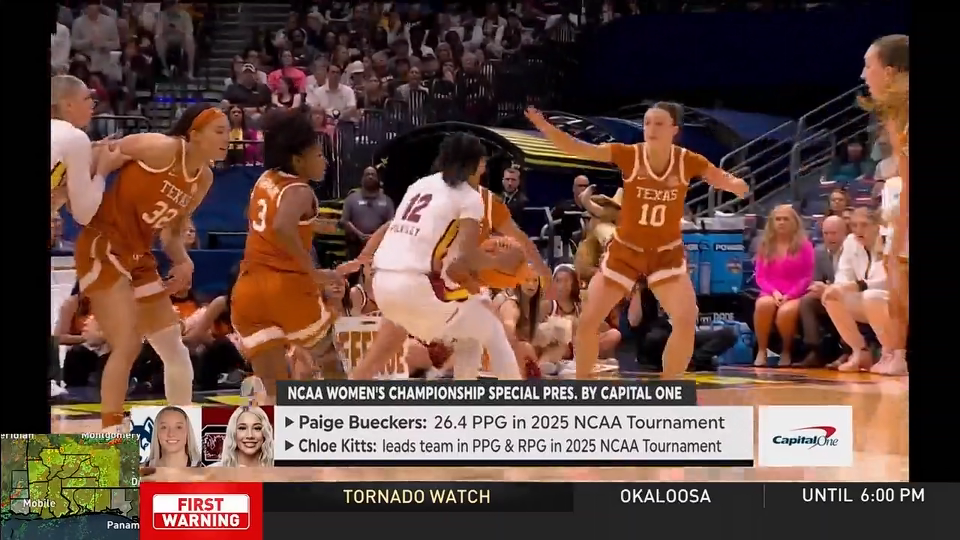 12
TEXAS
32
3
TEXAS
10
NCAA WOMEN'S CHAMPIONSHIP SPECIAL PRES. BY CAPITAL ONE
Paige Bueckers: 26.4 PPG in 2025 NCAA Tournament
Chloe Kitts: leads team in PPG & RPG in 2025 NCAA Tournament
Capital One
Montgomery
Mobile
Panam
FIRST
WARNING
TORNADO WATCH
OKALOOSA
UNTIL 6:00 PM